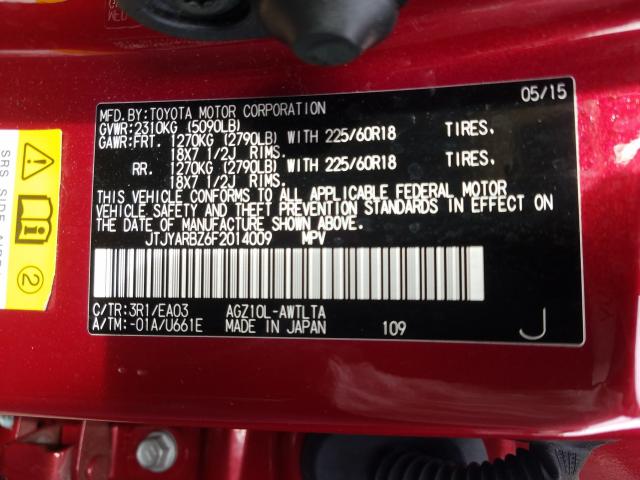 MFD.BY:TOYOTA MOTOR CORPORATION 05/15
GVWR:2310KG (5090LB)
GAWR:FRT. 1270KG (2790LB) WITH 225/60R18 TIRES.
18X7 1/2J RIMS.
RR. 1270KG (2790LB) WITH 225/60R18 TIRES.
18X7 1/2J RIMS.
THIS VEHICLE CONFORMS TO ALL APPLICABLE FEDERAL MOTOR
VEHICLE SAFETY AND THEFT PREVENTION STANDARDS IN EFFECT ON
THE DATE OF MANUFACTURE SHOWN ABOVE.
JTJYARBZ6F2014009 MPV
C/TR:3R1/EA03 AGZ10L-AWTLTA
A/TM:-01A/U661E MADE IN JAPAN 109 J
SRS SIDE
2